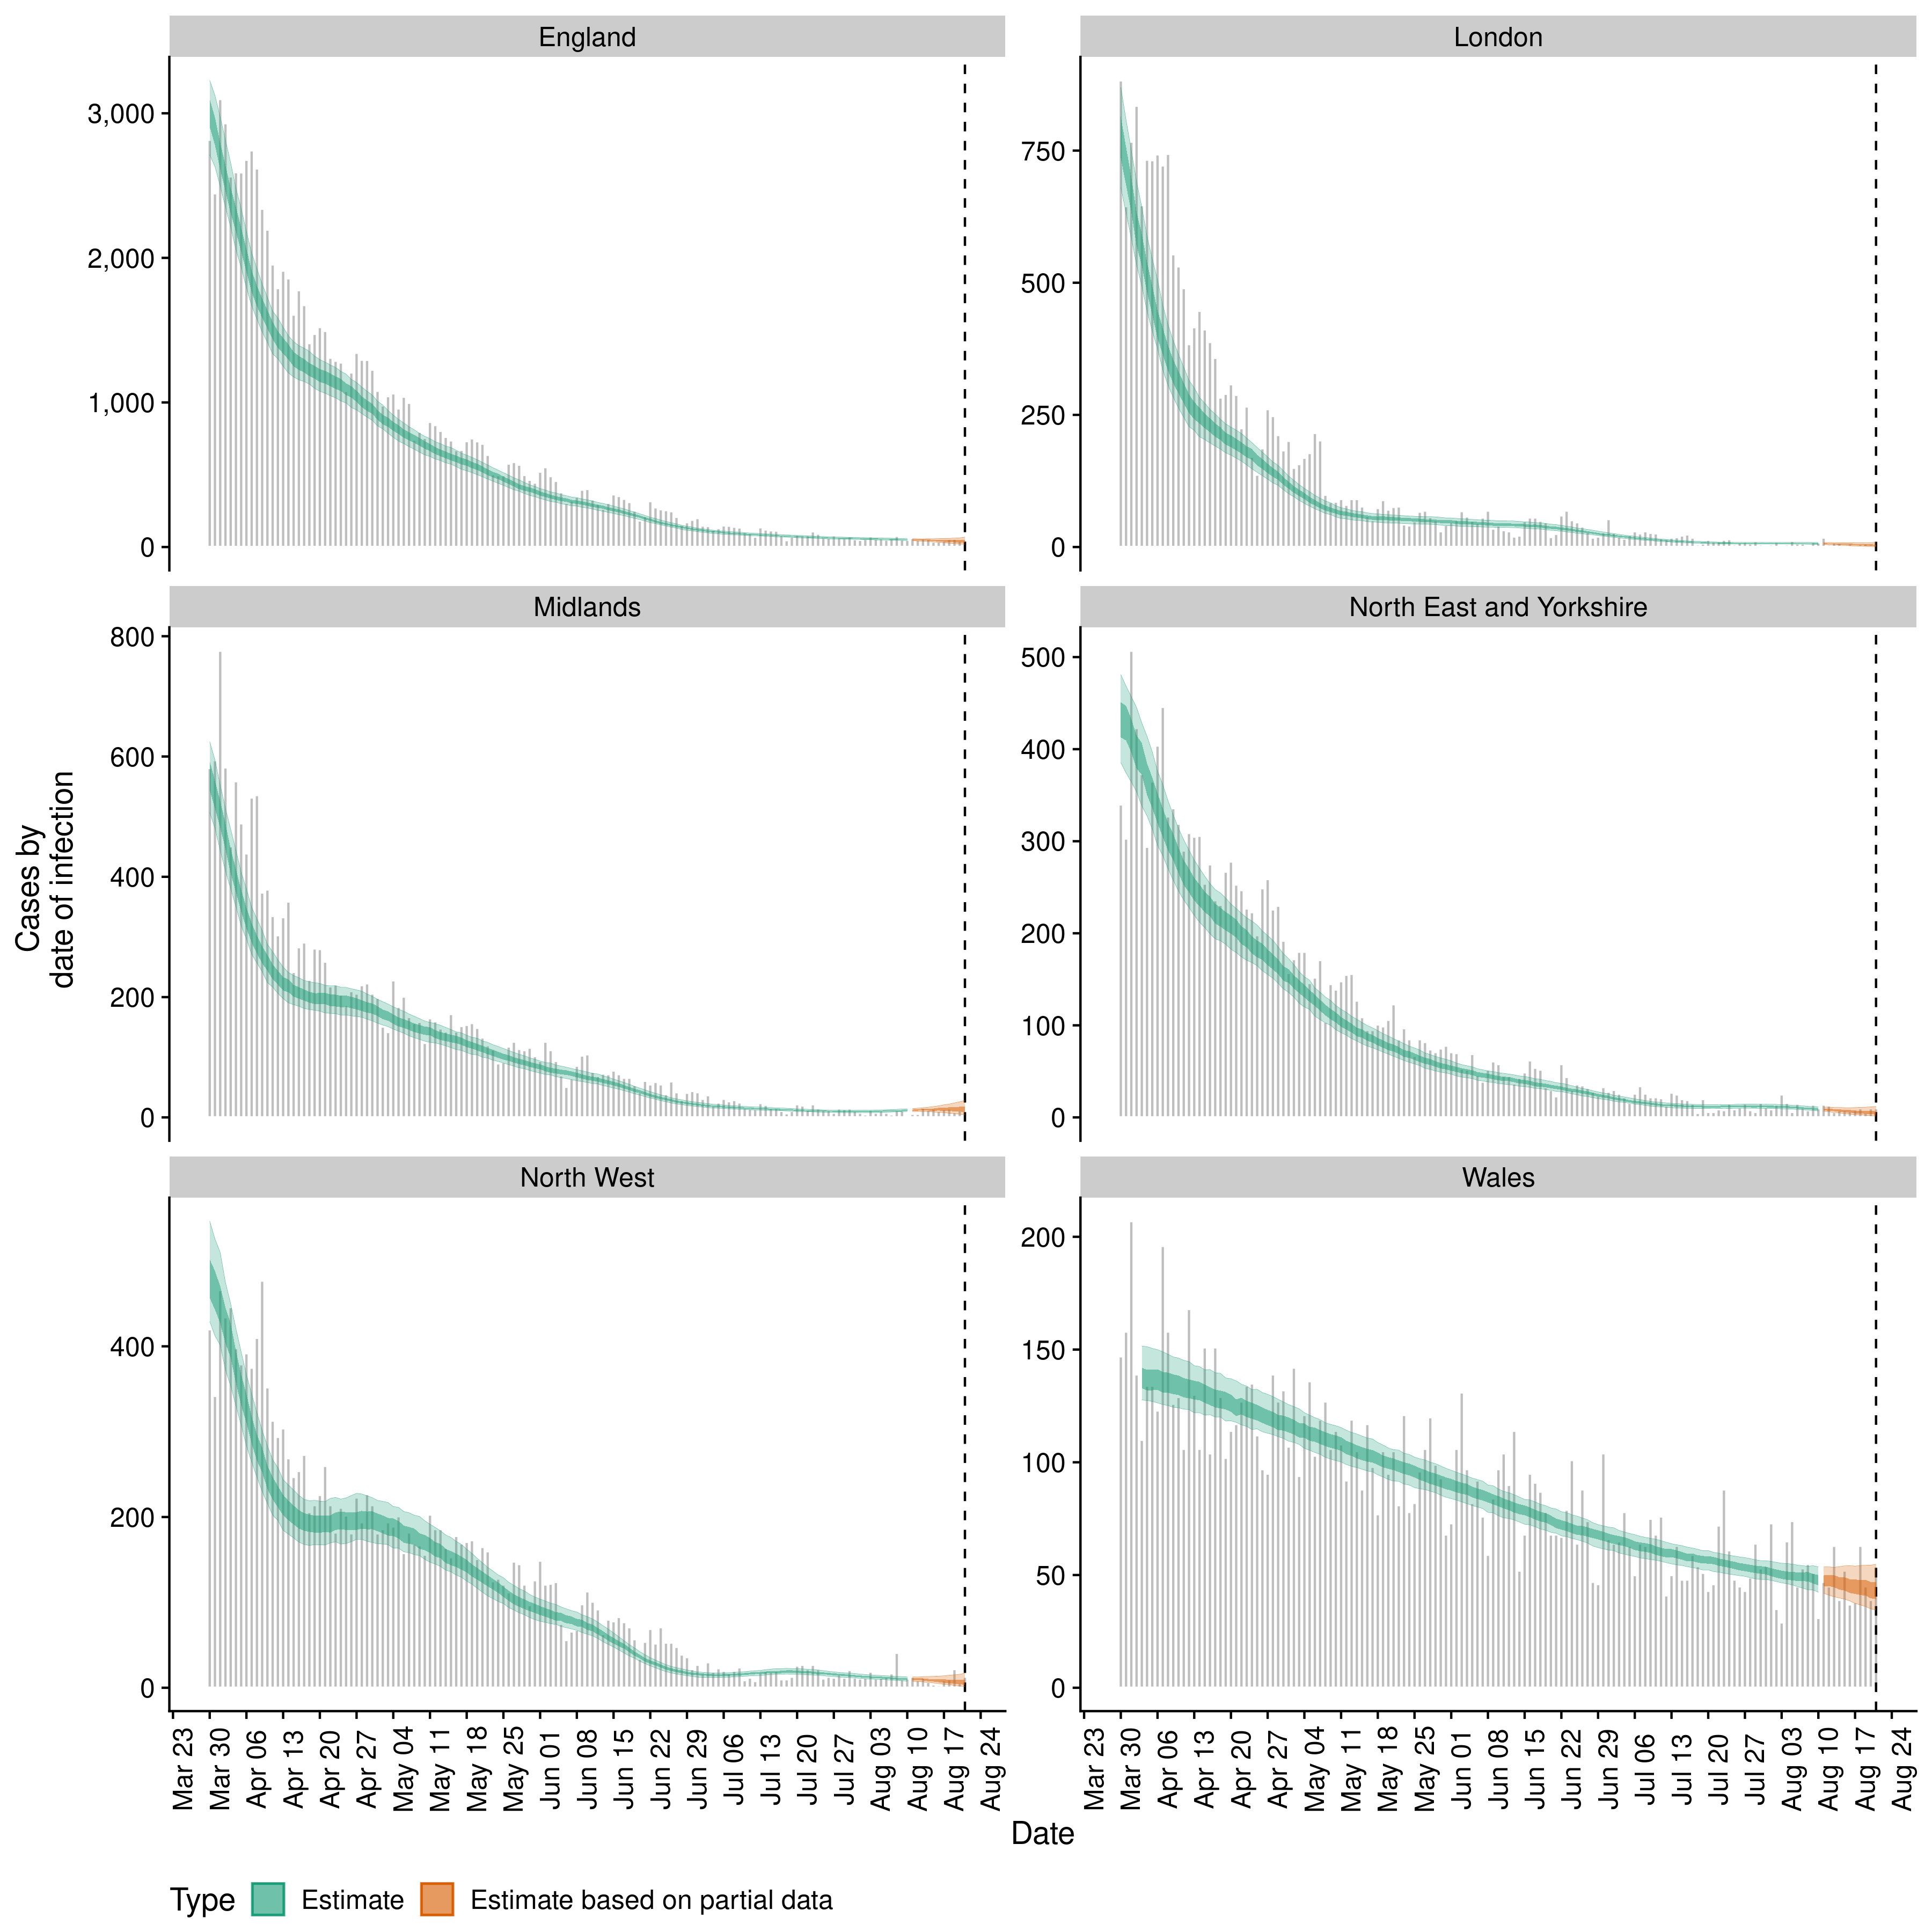 England
London
3,000
2,000
1,000
0
750
500
250
0
Midlands
North East and Yorkshire
800
600
400
200
0
500
400
300
200
100
0
North West
Wales
400
200
0
200
150
100
50
0
Cases by
date of infection
Mar 23
Mar 30
Apr 06
Apr 13
Apr 20
Apr 27
May 04
May 11
May 18
May 25
Jun 01
Jun 08
Jun 15
Jun 22
Jun 29
Jul 06
Jul 13
Jul 20
Jul 27
Aug 03
Aug 10
Aug 17
Aug 24
Mar 23
Mar 30
Apr 06
Apr 13
Apr 20
Apr 27
May 04
May 11
May 18
May 25
Jun 01
Jun 08
Jun 15
Jun 22
Jun 29
Jul 06
Jul 13
Jul 20
Jul 27
Aug 03
Aug 10
Aug 17
Aug 24
Date
Type Estimate Estimate based on partial data